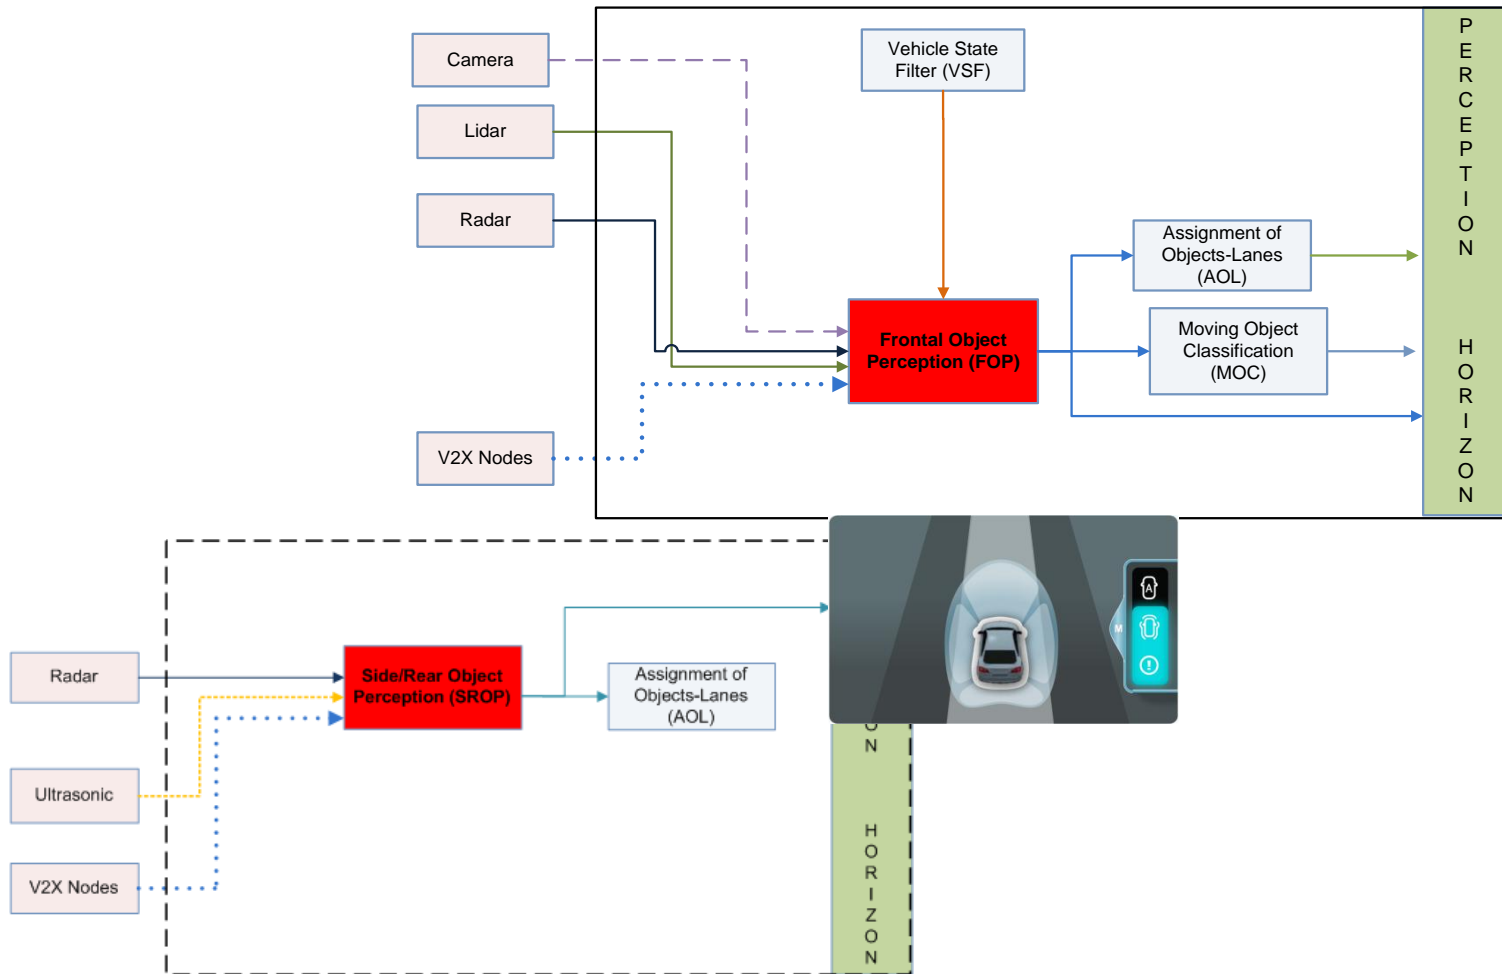 Camera
Lidar
Radar
V2X Nodes
Vehicle State
Filter (VSF)
Frontal Object
Perception (FOP)
Assignment of
Objects-Lanes
(AOL)
Moving Object
Classification
(MOC)
P
E
R
C
E
P
T
I
O
N
H
O
R
I
Z
O
N
Radar
Ultrasonic
V2X Nodes
Side/Rear Object
Perception (SROP)
Assignment of
Objects-Lanes
(AOL)
A
M
O
N
H
O
R
I
Z
O
N